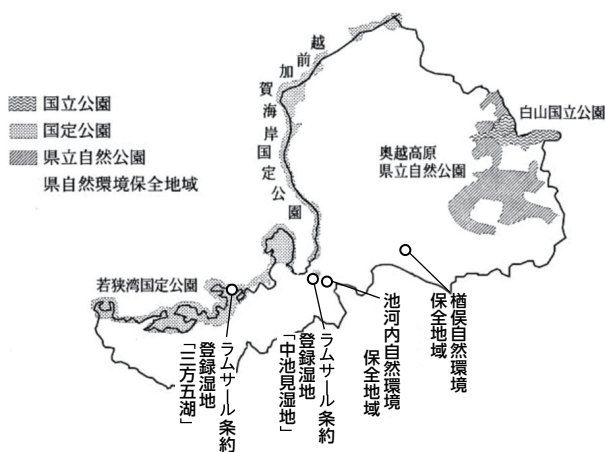 国立公園
国定公園
県立自然公園
県自然環境保全地域
越前加賀海岸国定公園
白山国立公園
奥越高原
県立自然公園
若狭湾国定公園
ラムサール条約
登録湿地
「三方五湖」
ラムサール条約
登録湿地
「中池見湿地」
池河内自然環境
保全地域
楢俣自然環境
保全地域